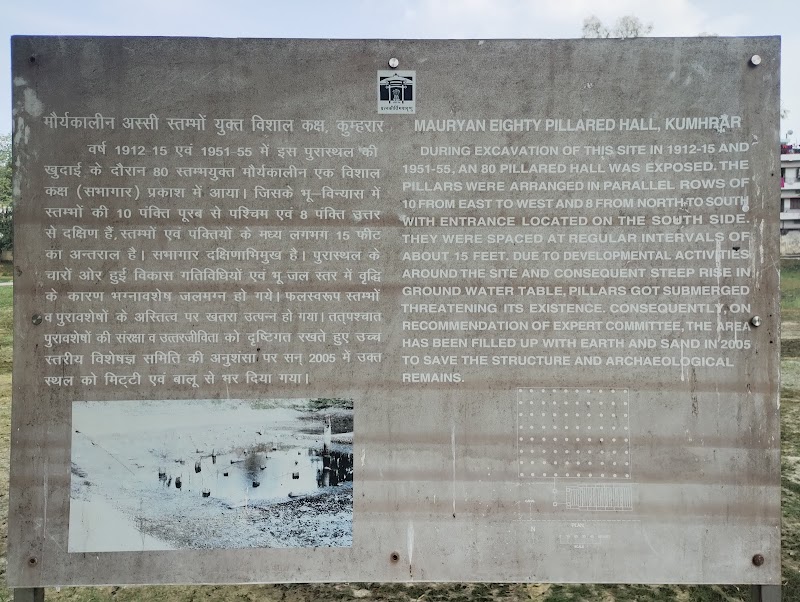 मौर्यकालीन अस्सी स्तम्भों युक्त विशाल कक्ष, कुम्हरार
वर्ष 1912-15 एवं 1951-55 में इस पुरास्थल की
खुदाई के दौरान 80 स्तम्भयुक्त मौर्यकालीन एक विशाल
कक्ष (सभागार) प्रकाश में आया। जिसके भू–विन्यास में
स्तम्भों की 10 पंक्ति पूरब से पश्चिम एवं 8 पंक्ति उत्तर
से दक्षिण हैं, स्तम्भों एवं पंक्तियों के मध्य लगभग 15 फीट
का अन्तराल है। सभागार दक्षिणाभिमुख है। पुरास्थल के
चारों ओर हुई विकास गतिविधियों एवं भू जल स्तर में वृद्धि
के कारण भग्नावशेष जलमग्न हो गये। फलस्वरूप स्तम्भों
व पुरावशेषों के अस्तित्व पर खतरा उत्पन्न हो गया। तत्पश्चात
पुरावशेषों की संरक्षा व उत्तरजीविता को दृष्टिगत रखते हुए उच्च
स्तरीय विशेषज्ञ समिति की अनुशंसा पर सन् 2005 में उक्त
स्थल को मिट्टी एवं बालू से भर दिया गया।
MAURYAN EIGHTY PILLARED HALL, KUMHRAR
DURING EXCAVATION OF THIS SITE IN 1912-15 AND
1951-55, AN 80 PILLARED HALL WAS EXPOSED. THE
PILLARS WERE ARRANGED IN PARALLEL ROWS OF
10 FROM EAST TO WEST AND 8 FROM NORTH TO SOUTH
WITH ENTRANCE LOCATED ON THE SOUTH SIDE.
THEY WERE SPACED AT REGULAR INTERVALS OF
ABOUT 15 FEET. DUE TO DEVELOPMENTAL ACTIVITIES
AROUND THE SITE AND CONSEQUENT STEEP RISE IN
GROUND WATER TABLE, PILLARS GOT SUBMERGED
THREATENING ITS EXISTENCE. CONSEQUENTLY, ON
RECOMMENDATION OF EXPERT COMMITTEE, THE AREA
HAS BEEN FILLED UP WITH EARTH AND SAND IN 2005
TO SAVE THE STRUCTURE AND ARCHAEOLOGICAL
REMAINS.